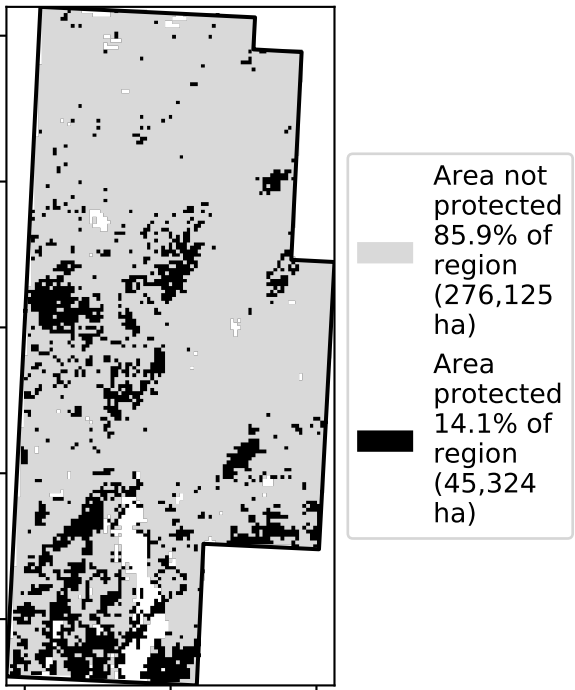 Area not
protected
85.9% of
region
(276,125
ha)
Area
protected
14.1% of
region
(45,324
ha)